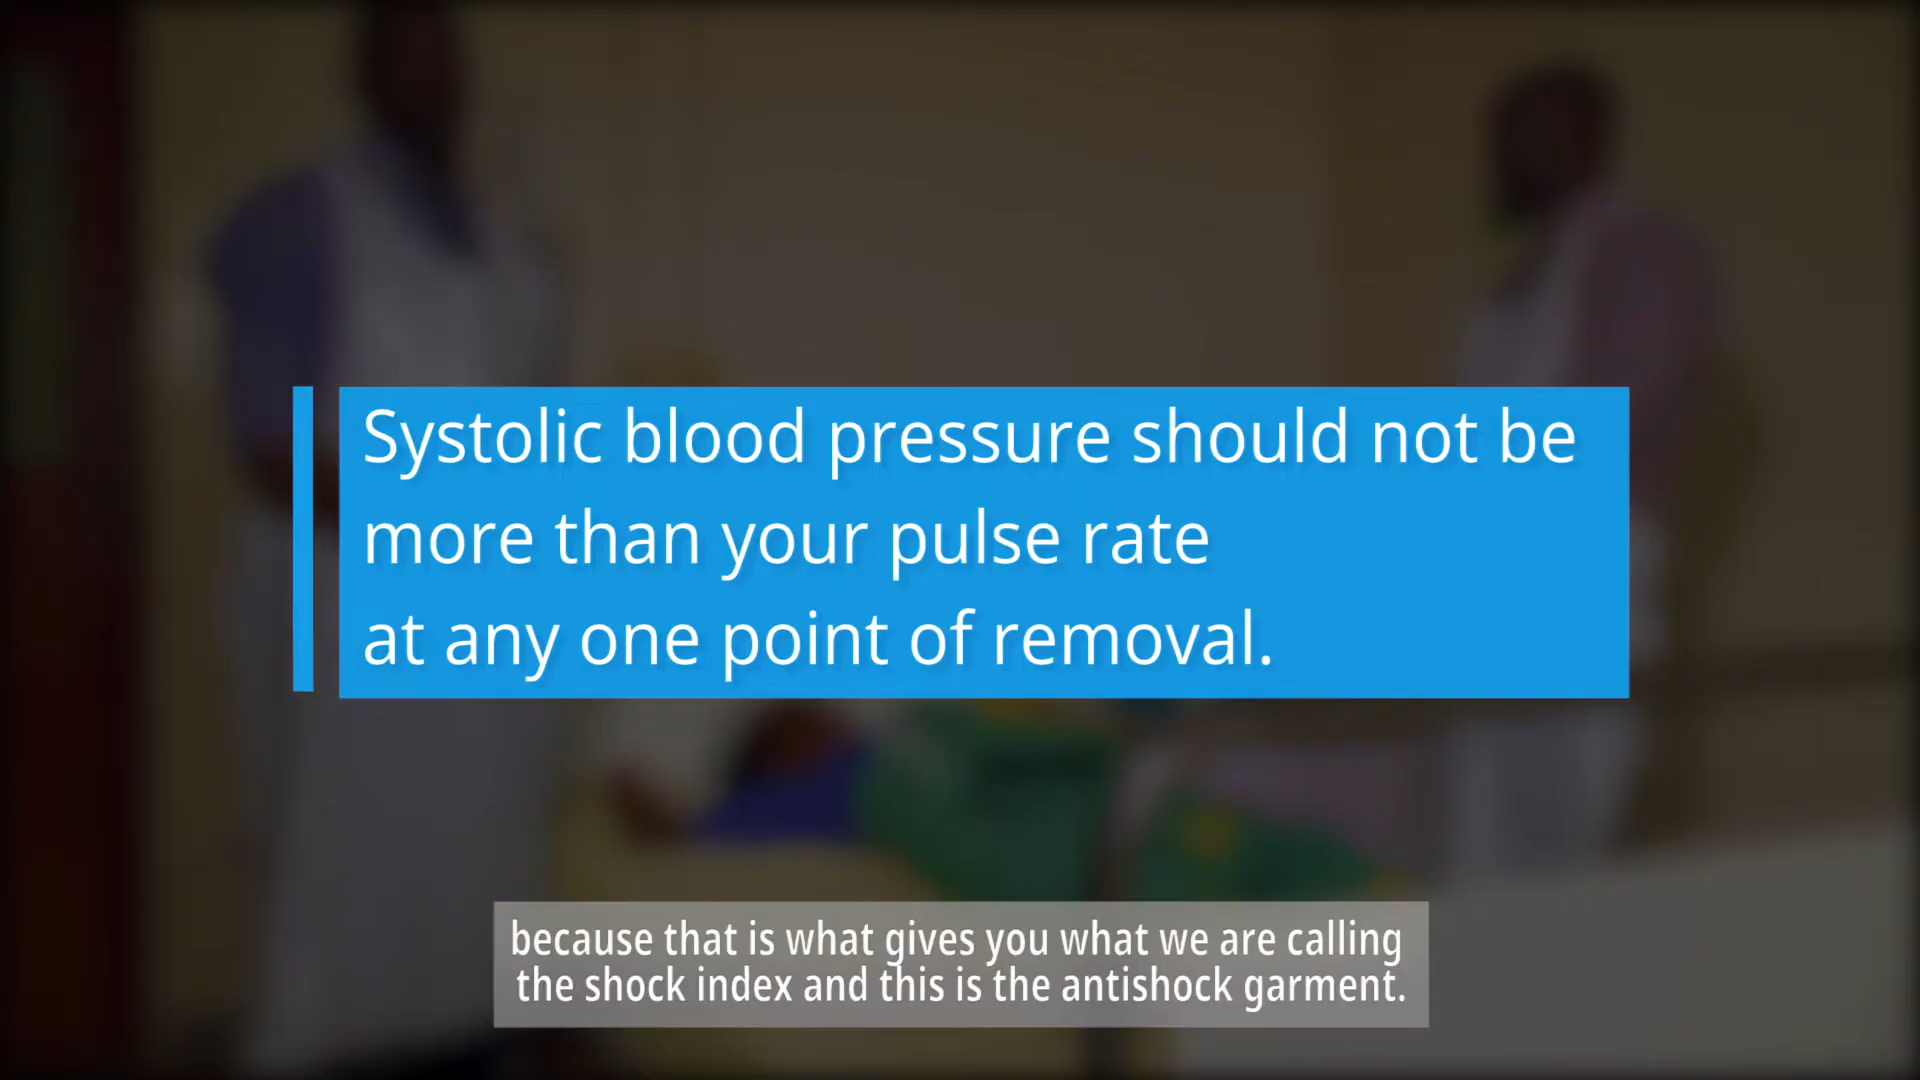 Systolic blood pressure should not be
more than your pulse rate
at any one point of removal.
because that is what gives you what we are calling
the shock index and this is the antishock garment.